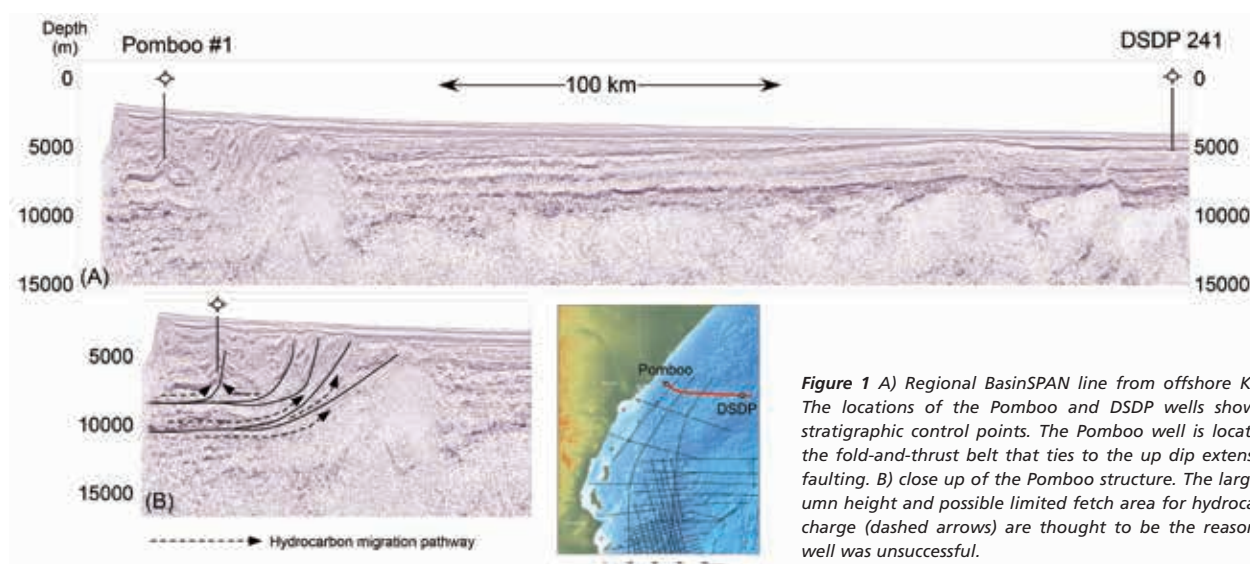 Depth
(m)
Pomboo #1
DSDP 241
0
0
100 km
5000
5000
10000
10000
15000
15000
(A)
5000
10000
15000
(B)
Hydrocarbon migration pathway
Pomboo
DSDP
Figure 1 A) Regional BasinSPAN line from offshore K
The locations of the Pomboo and DSDP wells show
stratigraphic control points. The Pomboo well is locat
the fold-and-thrust belt that ties to the up dip extens
faulting. B) close up of the Pomboo structure. The larg
umn height and possible limited fetch area for hydroca
charge (dashed arrows) are thought to be the reason
well was unsuccessful.